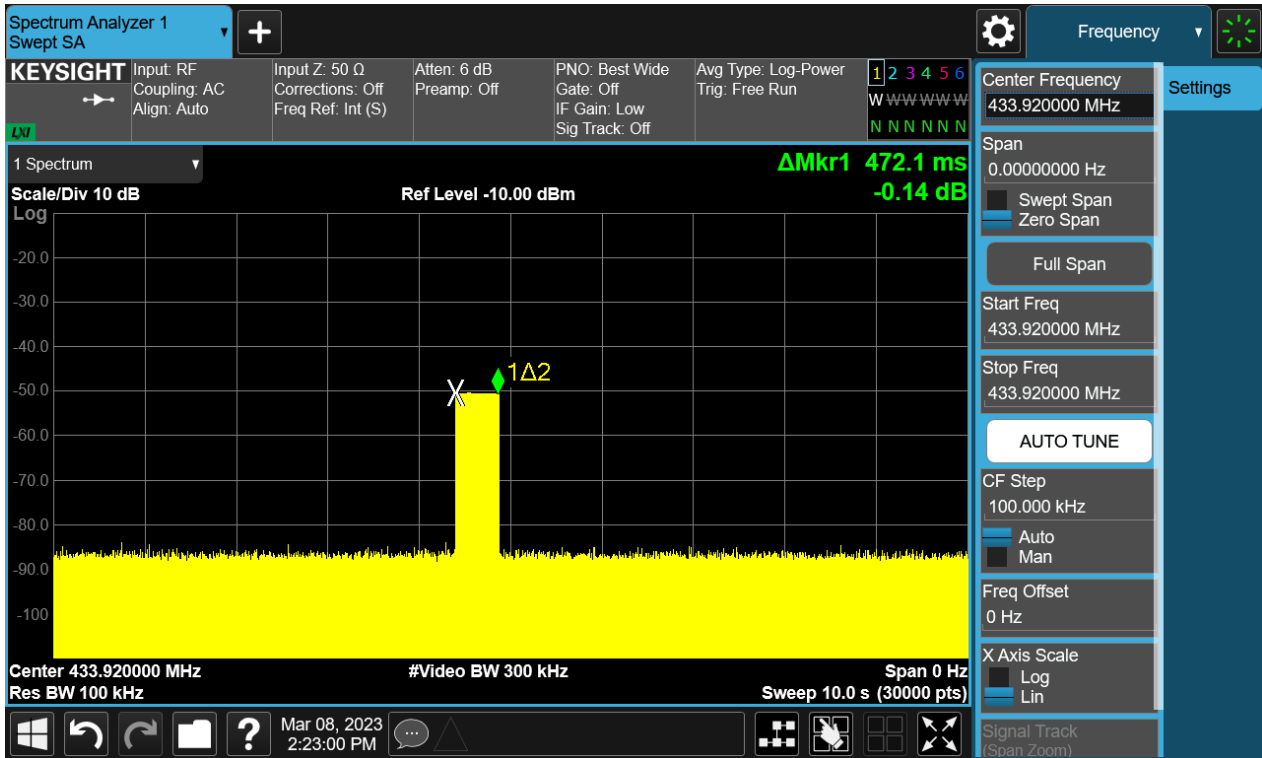 Spectrum Analyzer 1
Swept SA
+
Frequency
KEYSIGHT
LXI
Input: RF
Coupling: AC
Align: Auto
Input Z: 50 Ω
Corrections: Off
Freq Ref: Int (S)
Atten: 6 dB
Preamp: Off
PNO: Best Wide
Gate: Off
IF Gain: Low
Sig Track: Off
Avg Type: Log-Power
Trig: Free Run
1 2 3 4 5 6
W W W W W W
N N N N N N
1 Spectrum
ΔMkr1 472.1 ms
-0.14 dB
Scale/Div 10 dB
Ref Level -10.00 dBm
Log
-20.0
-30.0
-40.0
-50.0
-60.0
-70.0
-80.0
-90.0
-100
X
1Δ2
Center 433.920000 MHz
#Video BW 300 kHz
Span 0 Hz
Res BW 100 kHz
Sweep 10.0 s (30000 pts)
Center Frequency
433.920000 MHz
Settings
Span
0.00000000 Hz
Swept Span
Zero Span
Full Span
Start Freq
433.920000 MHz
Stop Freq
433.920000 MHz
AUTO TUNE
CF Step
100.000 kHz
Auto
Man
Freq Offset
0 Hz
X Axis Scale
Log
Lin
Signal Track
(Span Zoom)
?
Mar 08, 2023
2:23:00 PM